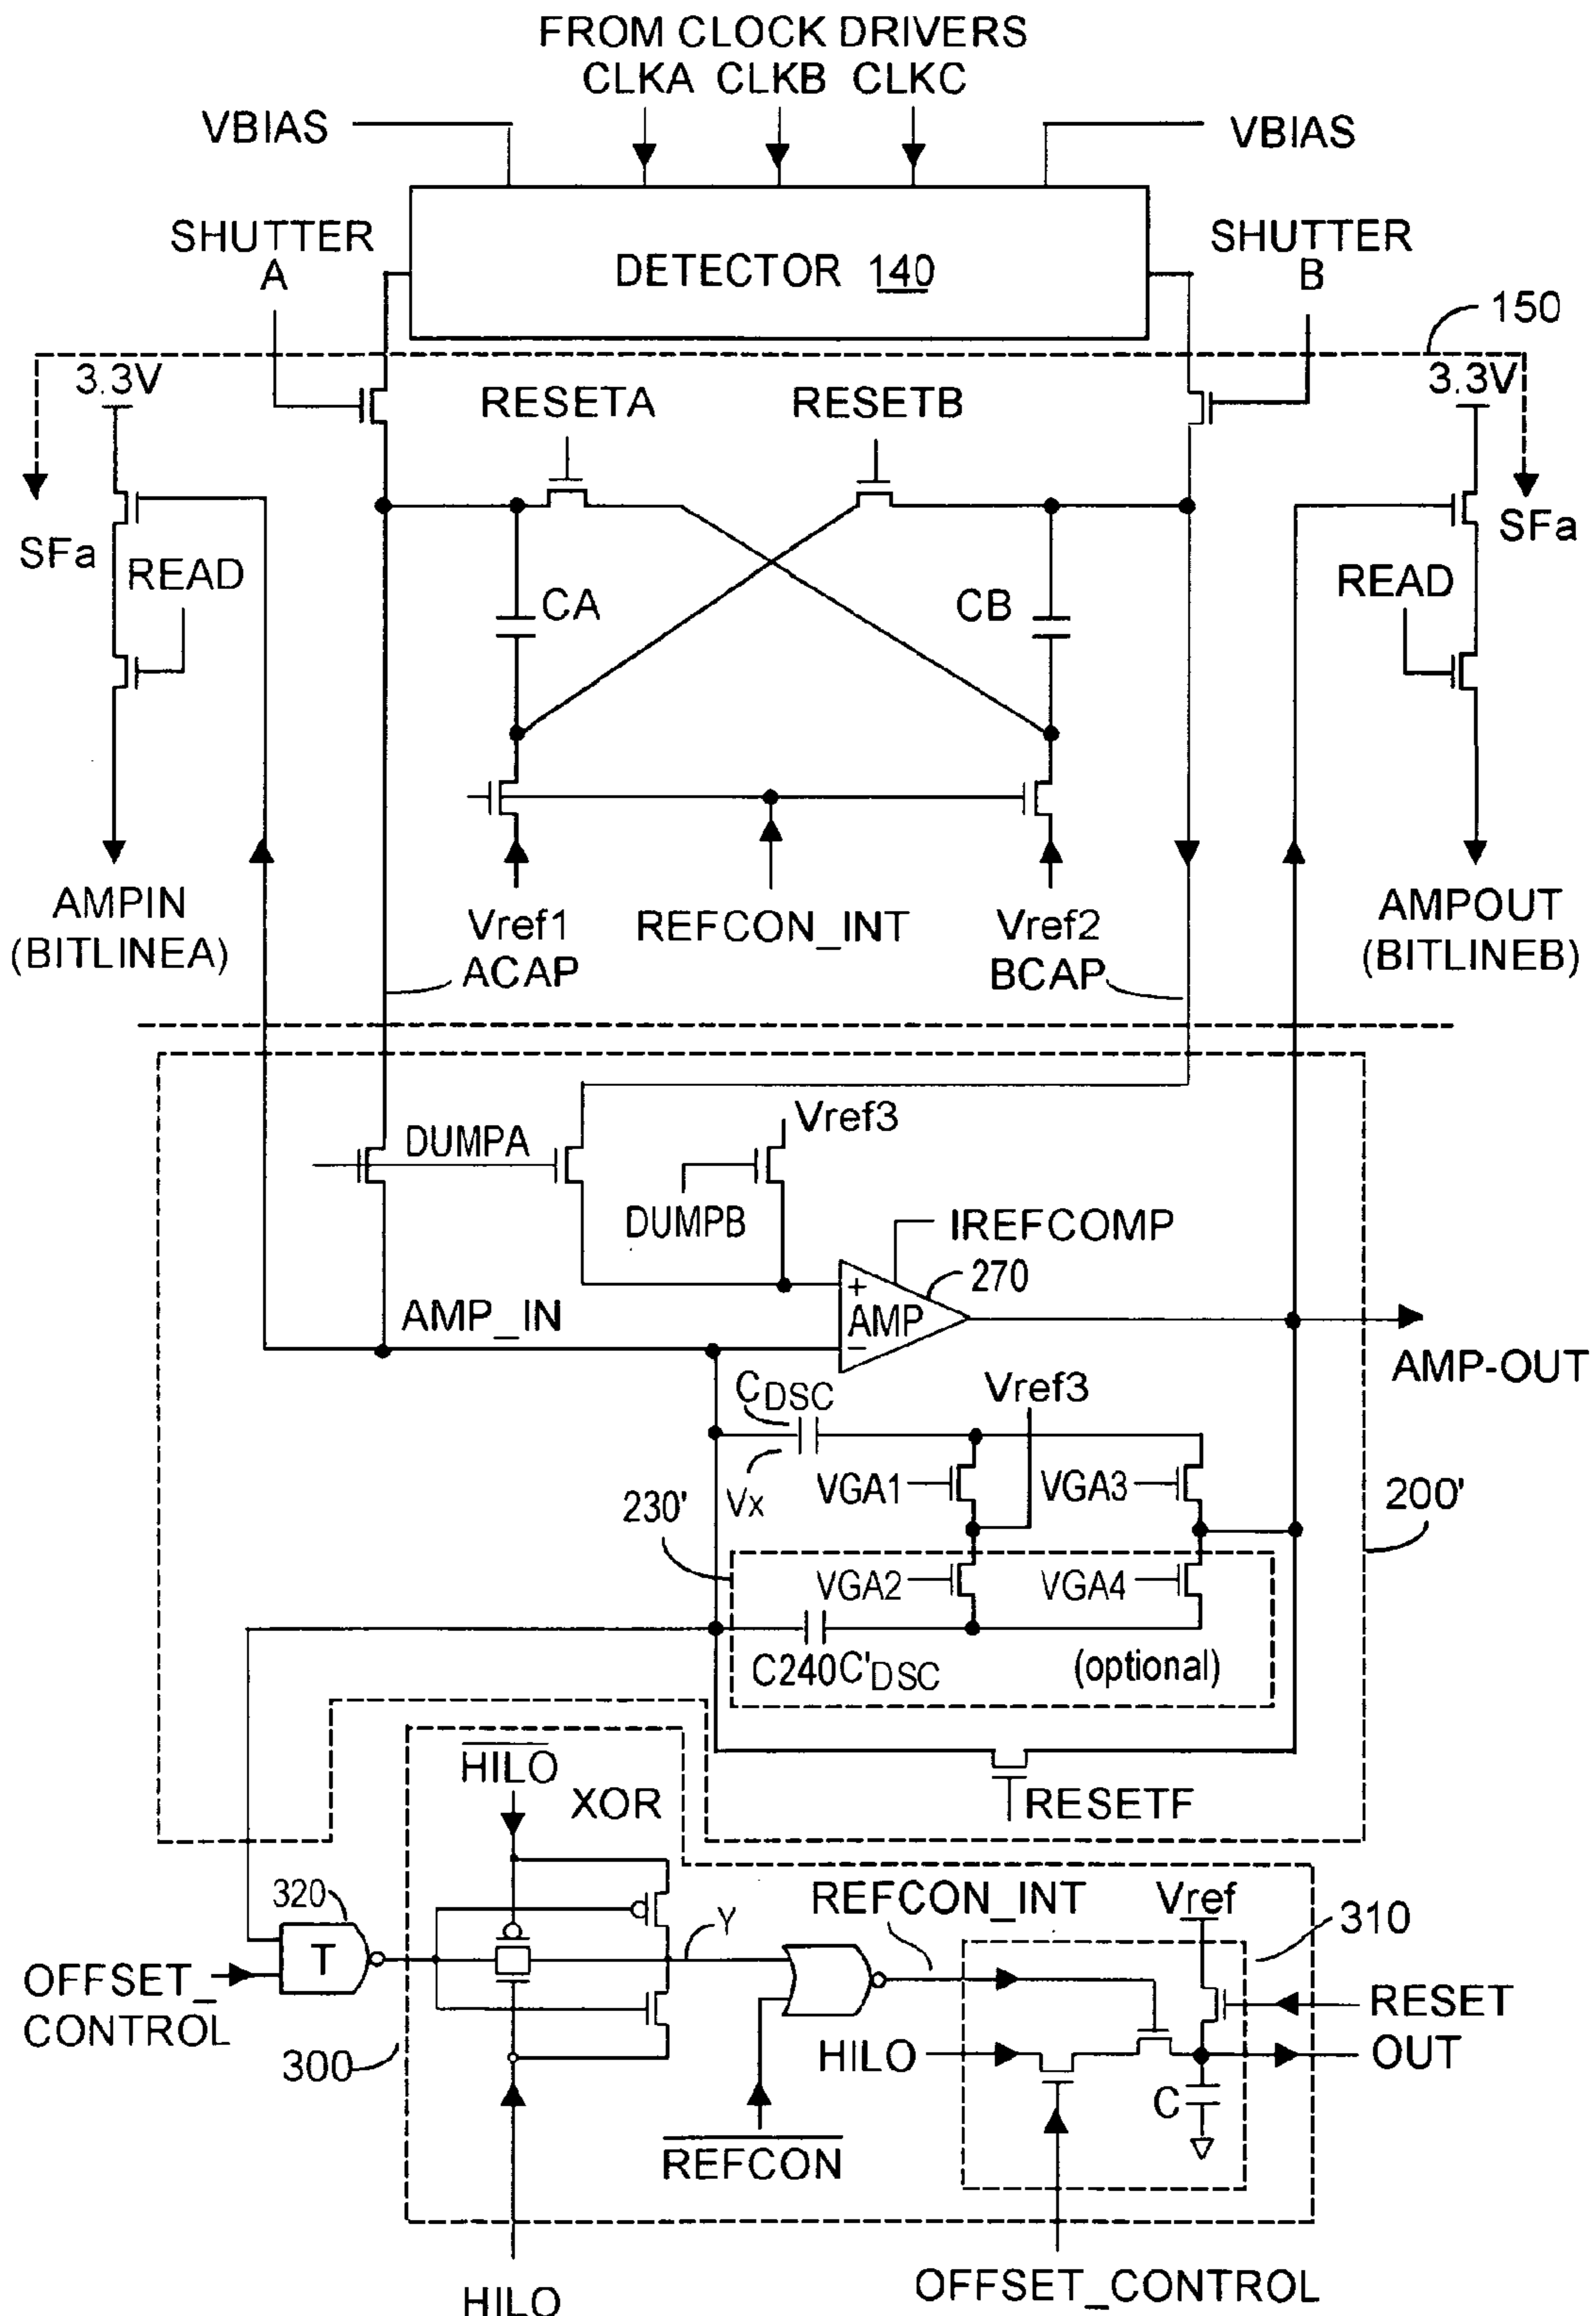 FROM CLOCK DRIVERS
CLKA CLKB CLKC
VBIAS
VBIAS
SHUTTER
A
DETECTOR 140
SHUTTER
B
150
3.3V
RESETA
RESETB
3.3V
SFa
READ
CA
CB
SFa
READ
AMPIN
(BITLINEA)
Vref1
ACAP
REFCON_INT
Vref2
BCAP
AMPOUT
(BITLINEB)
DUMPA
Vref3
DUMPB
IREFCOMP
270
AMP_IN
+
AMP
−
AMP-OUT
CDSC
Vref3
Vx
VGA1
VGA3
230'
200'
VGA2
VGA4
C240C'DSC
(optional)
HILO
XOR
RESETF
320
T
OFFSET_
CONTROL
Y
REFCON_INT
Vref
310
RESET
OUT
HILO
C
300
REFCON
HILO
OFFSET_CONTROL